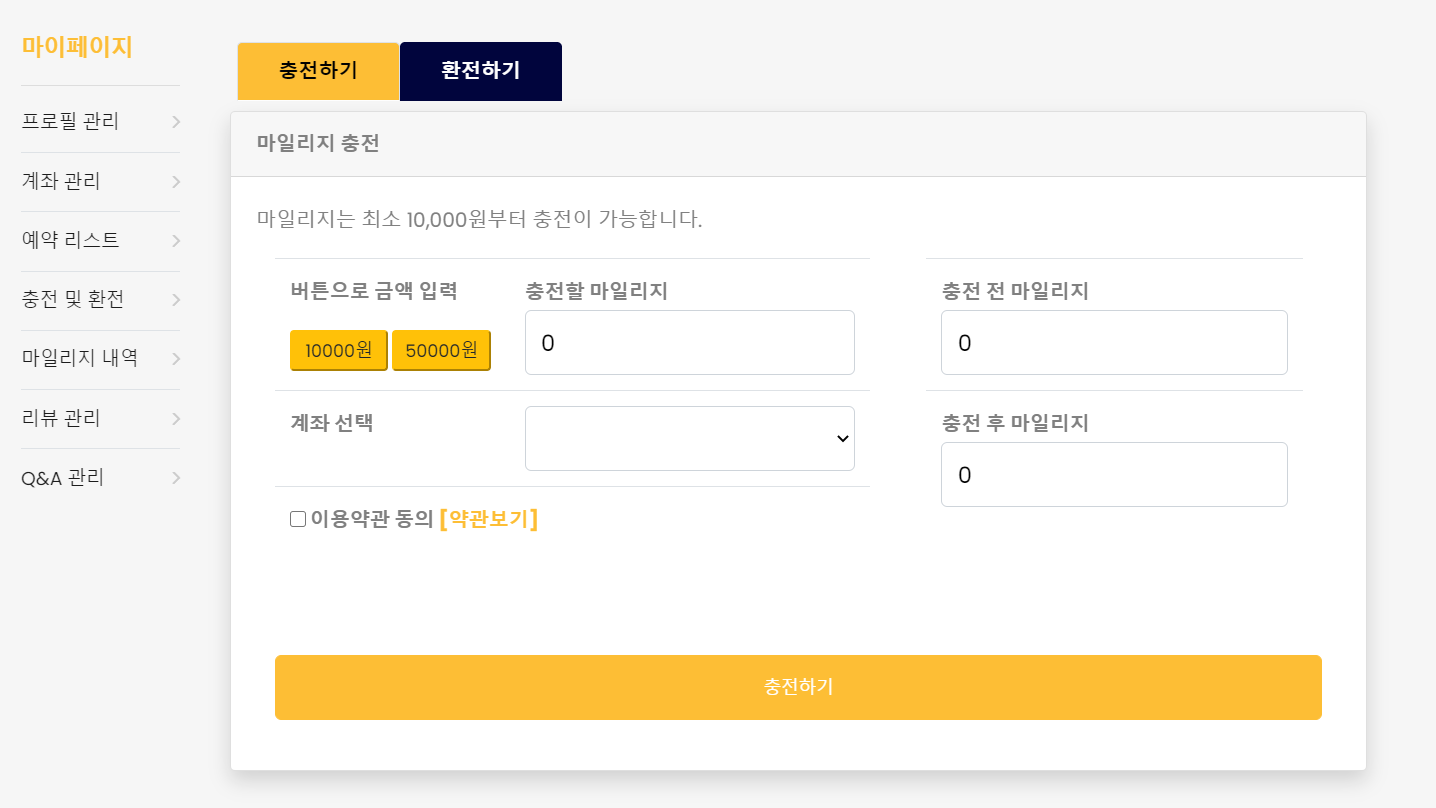 마이페이지
프로필 관리
계좌 관리
예약 리스트
충전 및 환전
마일리지 내역
리뷰 관리
Q&A 관리
충전하기 환전하기
마일리지 충전
마일리지는 최소 10,000원부터 충전이 가능합니다.
버튼으로 금액 입력
10000원 50000원
충전할 마일리지
0
계좌 선택
이용약관 동의 [약관보기]
충전 전 마일리지
0
충전 후 마일리지
0
충전하기